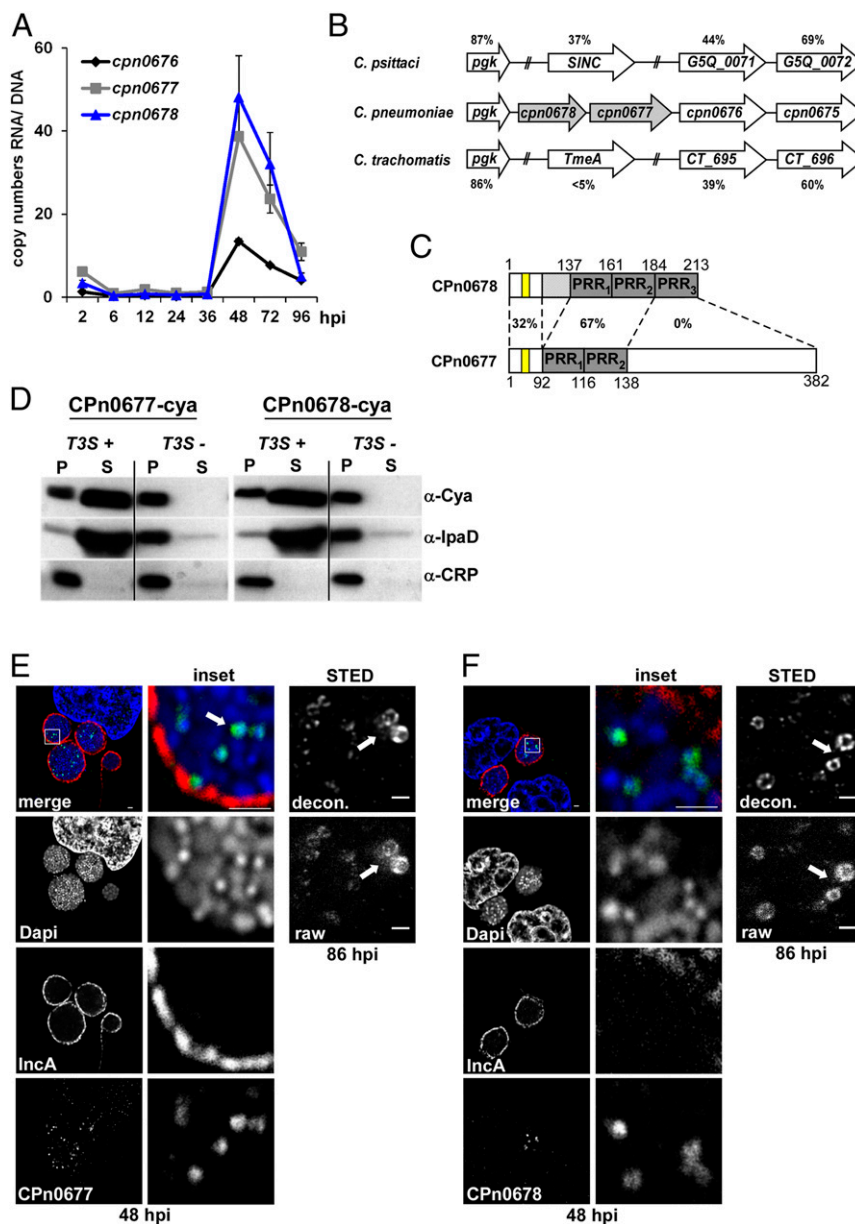 A
60
40
20
0
copy numbers RNA/ DNA
cpn0676
cpn0677
cpn0678
2 6 12 24 36 48 72 96 hpi
B
87% 37% 44% 69%
C. psittaci pgk // SINC // G5Q_0071 G5Q_0072
C. pneumoniae pgk cpn0678 cpn0677 cpn0676 cpn0675
C. trachomatis pgk // TmeA // CT_695 CT_696
86% <5% 39% 60%
C
1 137 161 184 213
CPn0678 PRR1 PRR2 PRR3
32% 67% 0%
CPn0677 PRR1 PRR2
1 92 116 138 382
D
CPn0677-cya CPn0678-cya
T3S + T3S - T3S + T3S -
P S P S P S P S
α-Cya
α-IpaD
α-CRP
E
inset STED
merge decon.
Dapi raw
86 hpi
IncA
CPn0677
48 hpi
F
inset STED
merge decon.
Dapi raw
86 hpi
IncA
CPn0678
48 hpi